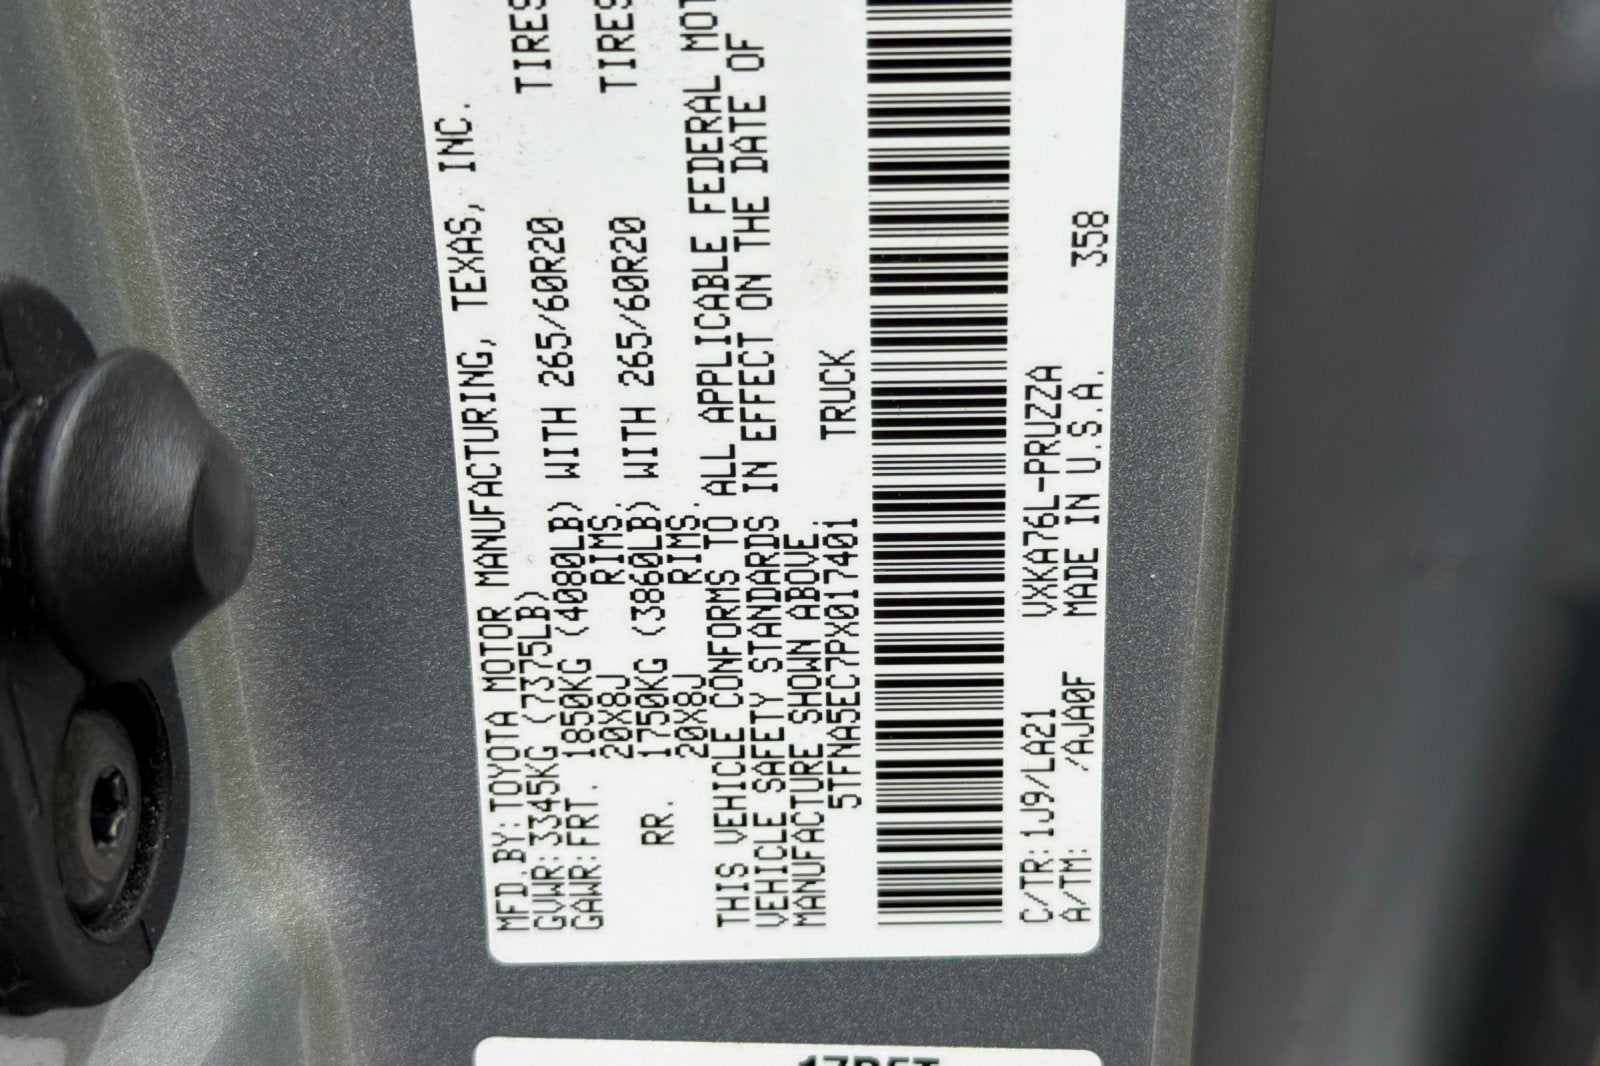 MFD.BY:TOYOTA MOTOR MANUFACTURING, TEXAS, INC.
GVWR:3345KG (7375LB)
GAWR:FRT. 1850KG (4080LB) WITH 265/60R20 TIRES
20X8J RIMS.
RR. 1750KG (3860LB) WITH 265/60R20 TIRES
20X8J RIMS.
THIS VEHICLE CONFORMS TO ALL APPLICABLE FEDERAL
VEHICLE SAFETY STANDARDS IN EFFECT ON THE DATE OF
MANUFACTURE SHOWN ABOVE.
5TFNA5EC7PX017401 TRUCK
C/TR:1J9/LA21 VXKA76L-PRUZZA
A/TM: /AJA0F MADE IN U.S.A. 358